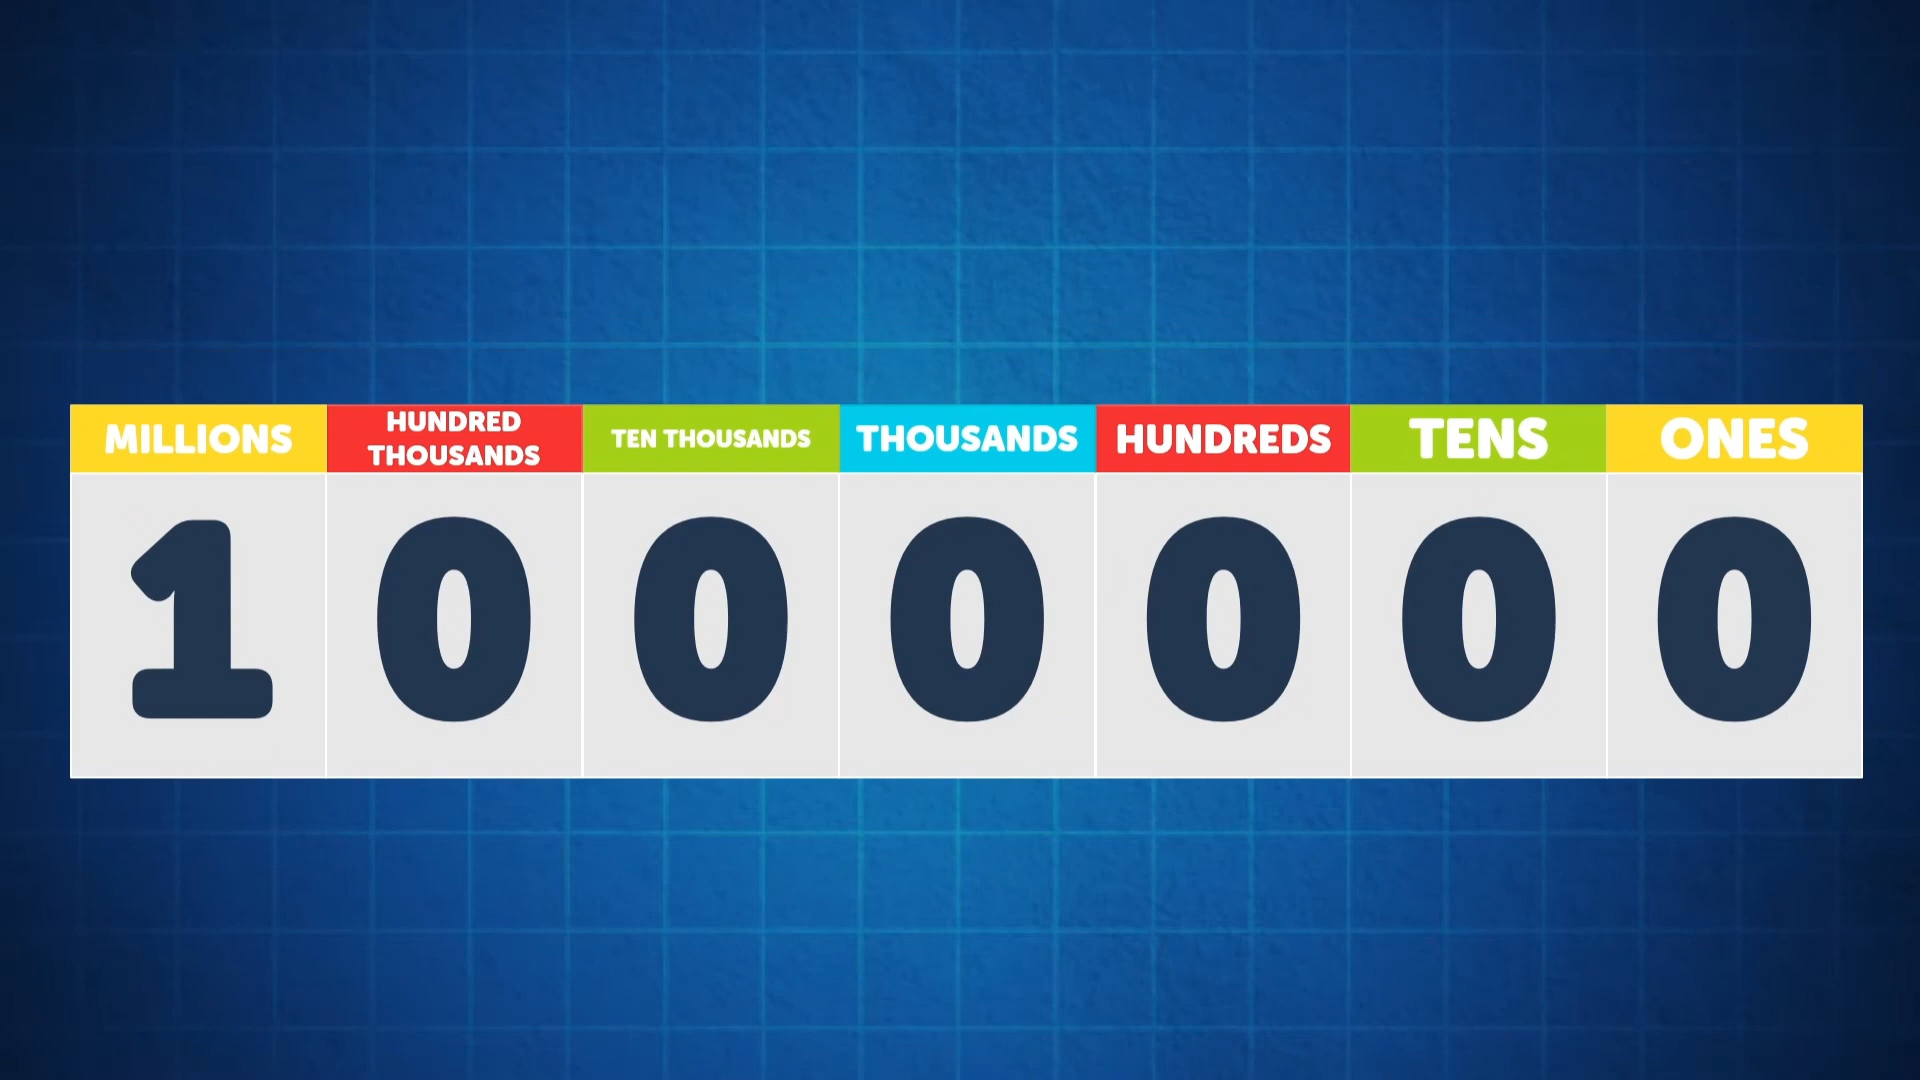 MILLIONS
HUNDRED
THOUSANDS
TEN THOUSANDS
THOUSANDS
HUNDREDS
TENS
ONES
1 0 0 0 0 0 0